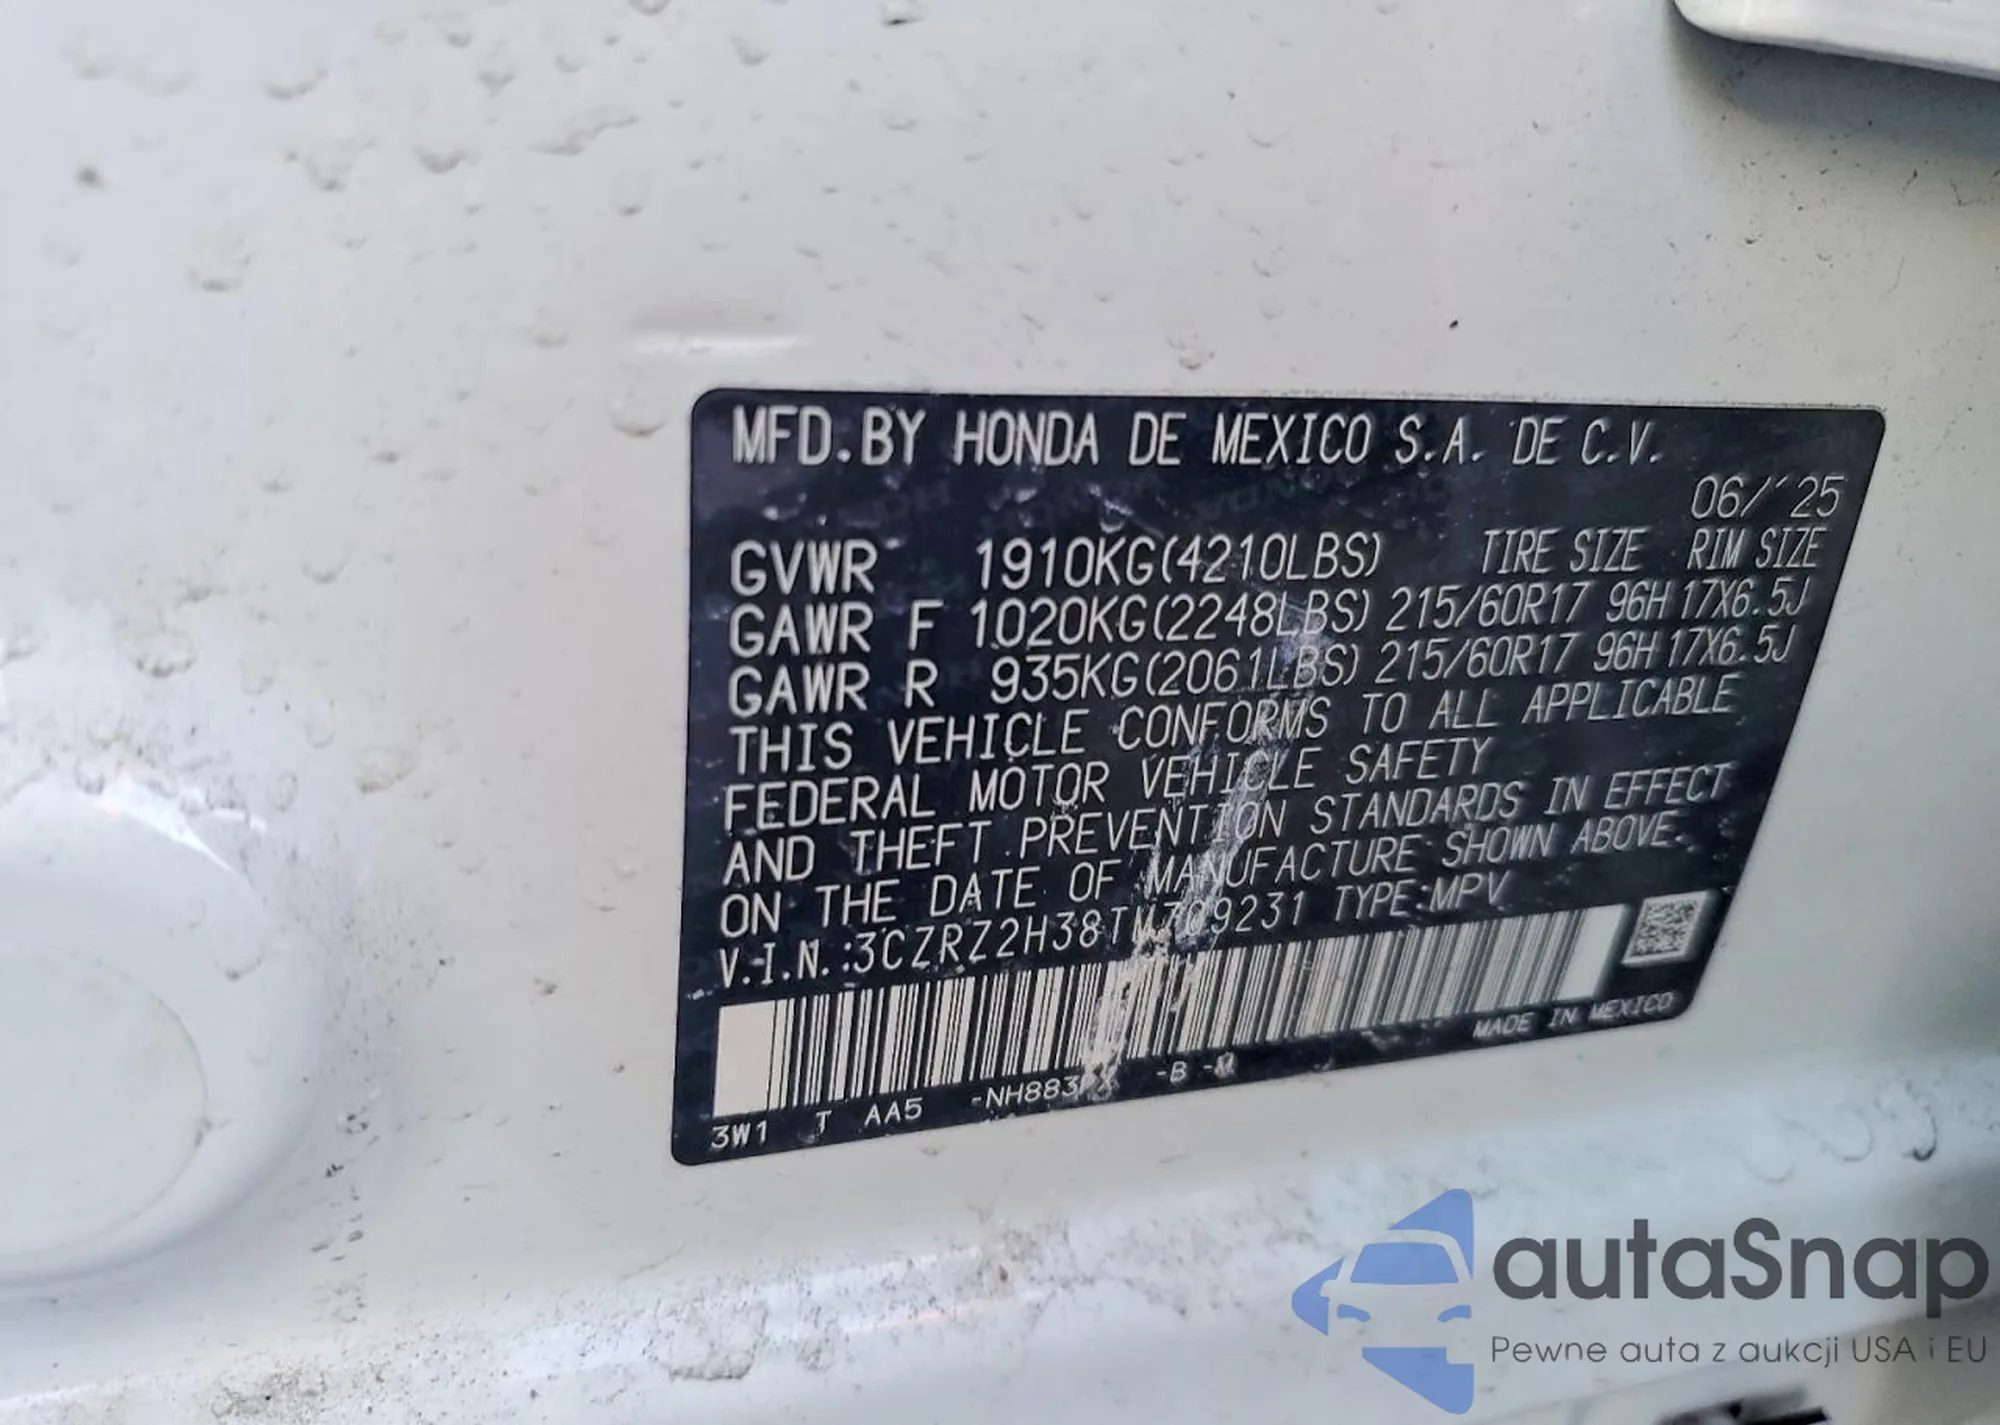 MFD.BY HONDA DE MEXICO S.A. DE C.V.
06/'25
GVWR 1910KG(4210LBS) TIRE SIZE RIM SIZE
GAWR F 1020KG(2248LBS) 215/60R17 96H 17X6.5J
GAWR R 935KG(2061LBS) 215/60R17 96H 17X6.5J
THIS VEHICLE CONFORMS TO ALL APPLICABLE
FEDERAL MOTOR VEHICLE SAFETY
AND THEFT PREVENTION STANDARDS IN EFFECT
ON THE DATE OF MANUFACTURE SHOWN ABOVE.
V.I.N.:3CZRZ2H38TM709231 TYPE:MPV
MADE IN MEXICO
3W1 T AA5 -B
autaSnap
Pewne auta z aukcji USA i EU